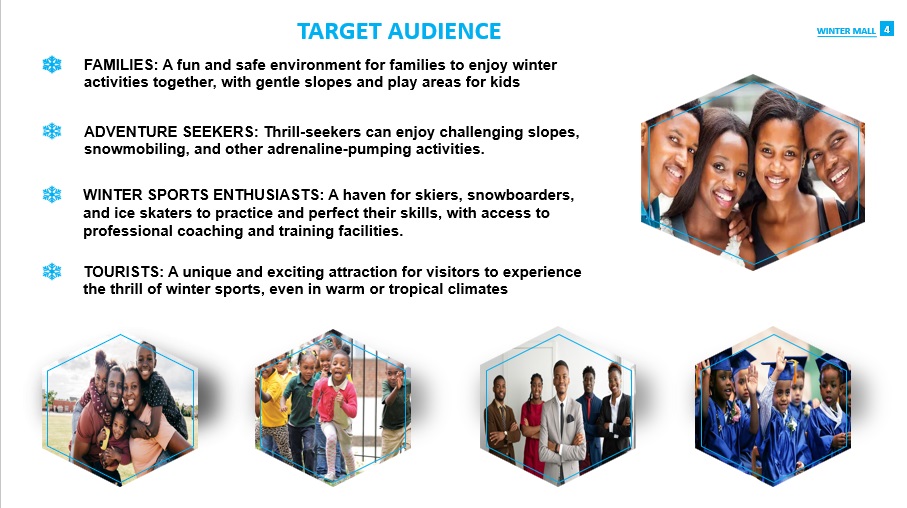 TARGET AUDIENCE
WINTER MALL 4
FAMILIES: A fun and safe environment for families to enjoy winter
activities together, with gentle slopes and play areas for kids
ADVENTURE SEEKERS: Thrill-seekers can enjoy challenging slopes,
snowmobiling, and other adrenaline-pumping activities.
WINTER SPORTS ENTHUSIASTS: A haven for skiers, snowboarders,
and ice skaters to practice and perfect their skills, with access to
professional coaching and training facilities.
TOURISTS: A unique and exciting attraction for visitors to experience
the thrill of winter sports, even in warm or tropical climates